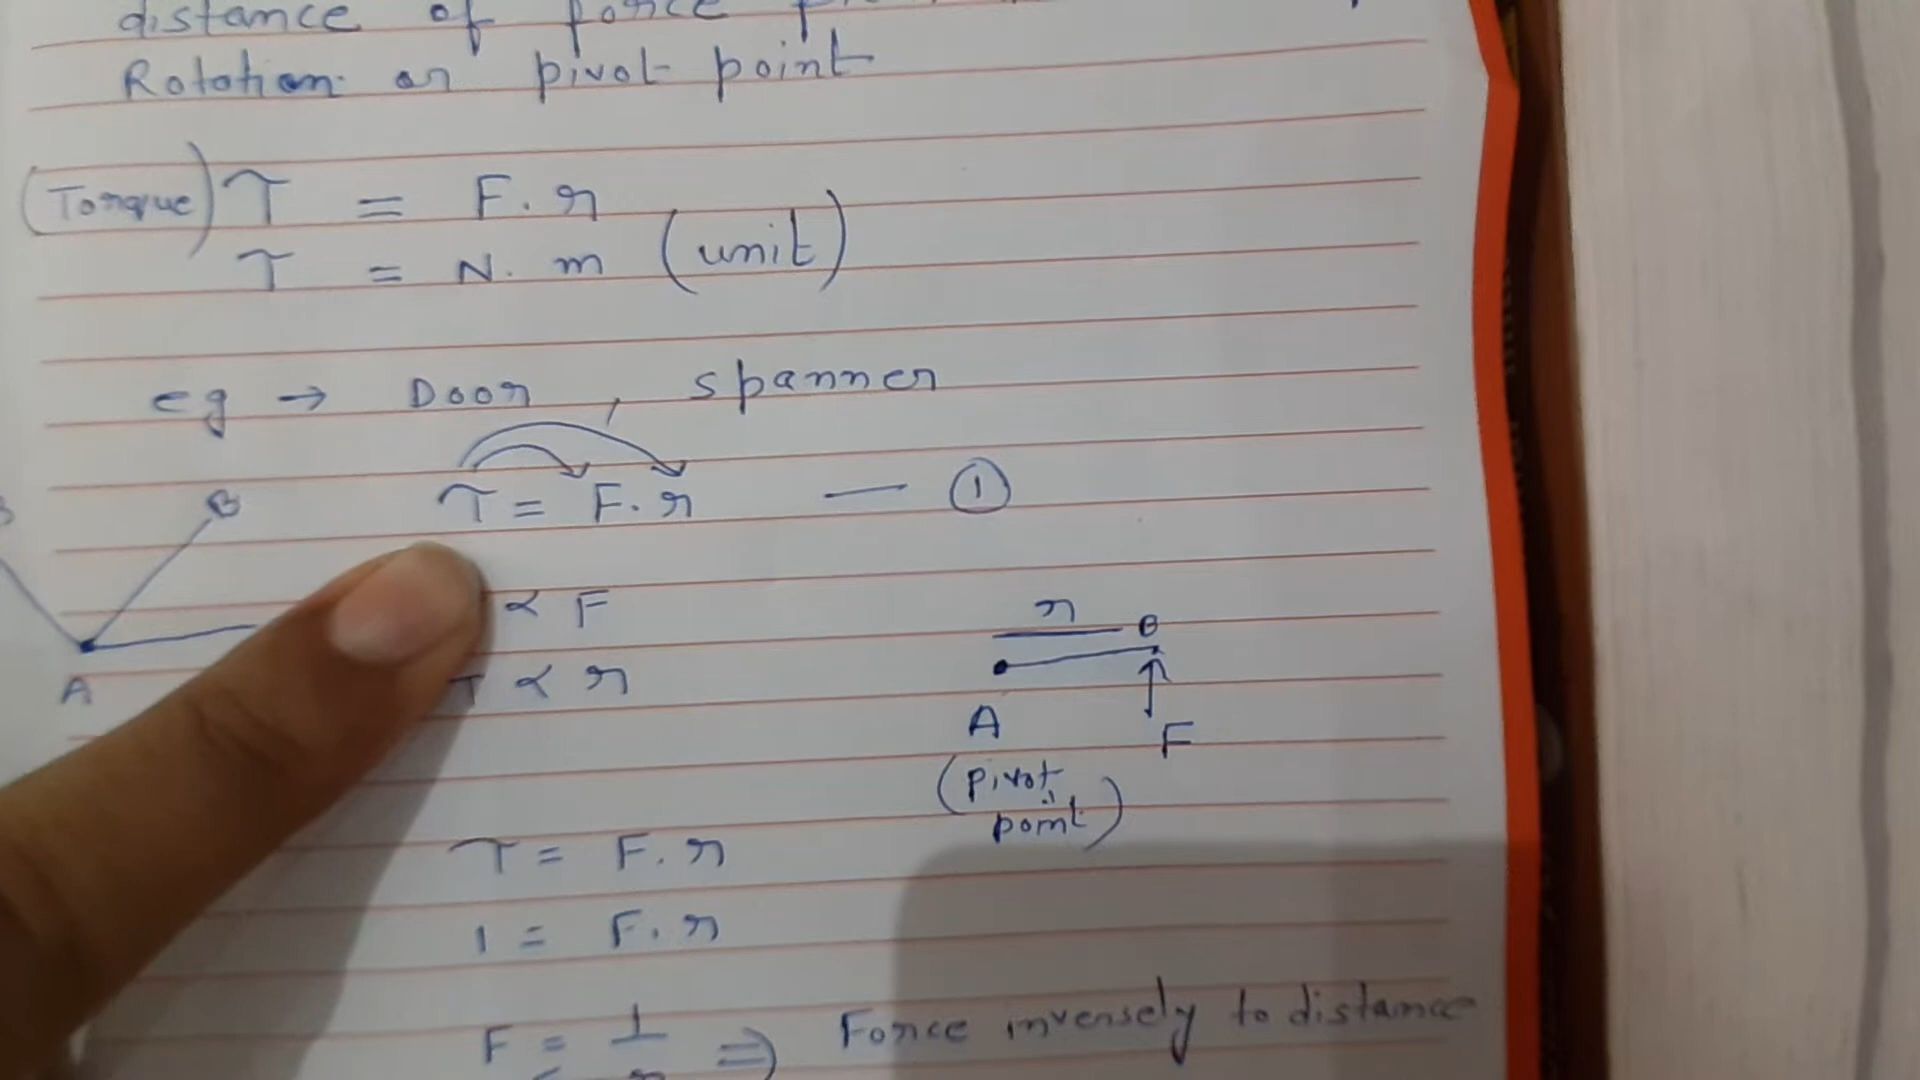 distance of force
Rotation or pivot point
(Torque) T = F.r
T = N.m (unit)
eg → Door, spanner
T = F.r — ①
B
∝ F
r
B
T ∝ r
A
A
F
(pivot point)
T = F.r
1 = F.r
F = 1/r ⇒ Force inversely to distance